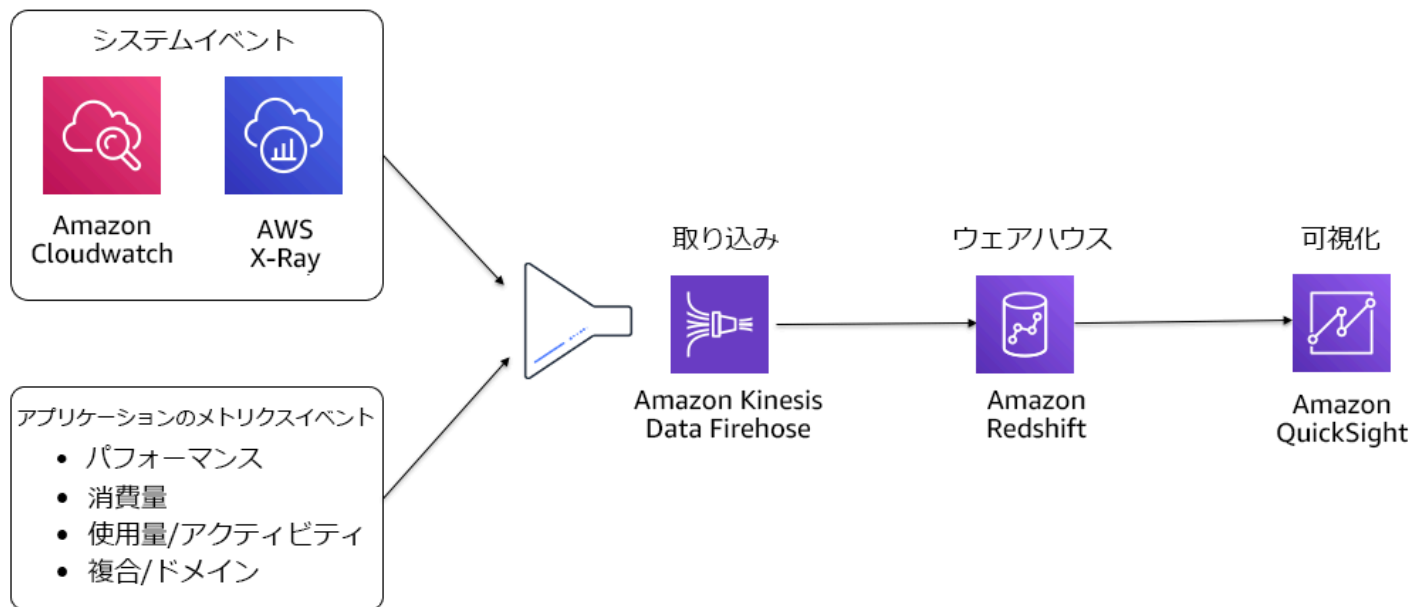 システムイベント
Amazon
Cloudwatch
AWS
X-Ray
取り込み
Amazon Kinesis
Data Firehose
ウェアハウス
Amazon
Redshift
可視化
Amazon
QuickSight
アプリケーションのメトリクスイベント
• パフォーマンス
• 消費量
• 使用量/アクティビティ
• 複合/ドメイン